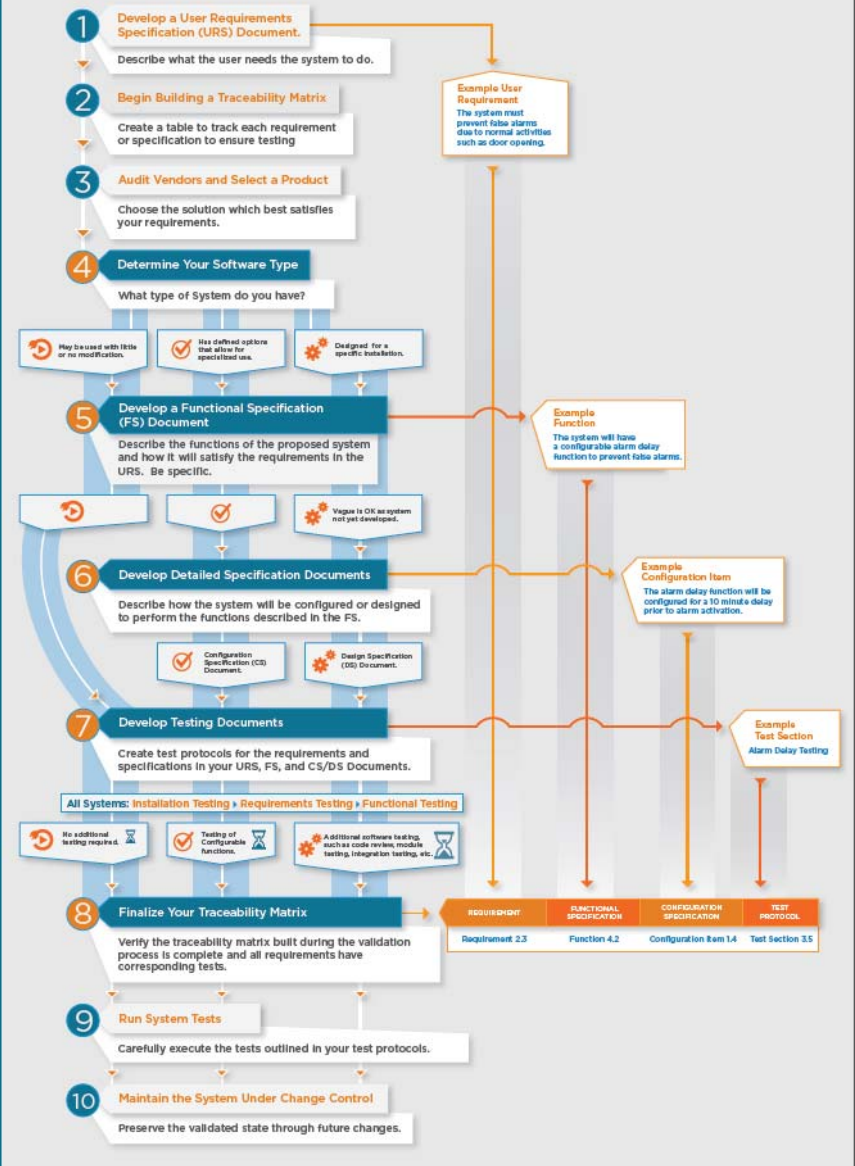 1
Develop a User Requirements
Specification (URS) Document.
Describe what the user needs the system to do.
Example User
Requirement
The system must
prevent false alarms
due to normal activities
such as door opening.
2
Begin Building a Traceability Matrix
Create a table to track each requirement
or specification to ensure testing
3
Audit Vendors and Select a Product
Choose the solution which best satisfies
your requirements.
4
Determine Your Software Type
What type of System do you have?
May be used with little
or no modification.
Has defined options
that allow for
specialized use.
Designed for a
specific installation.
5
Develop a Functional Specification
(FS) Document
Describe the functions of the proposed system
and how it will satisfy the requirements in the
URS. Be specific.
Example
Function
The system will have
a configurable alarm delay
function to prevent false alarms.
Vague is OK as system
not yet developed.
6
Develop Detailed Specification Documents
Describe how the system will be configured or designed
to perform the functions described in the FS.
Example
Configuration Item
The alarm delay function will be
configured for a 10 minute delay
prior to alarm activation.
Configuration
Specification (CS)
Document.
Design Specification
(DS) Document.
7
Develop Testing Documents
Create test protocols for the requirements and
specifications in your URS, FS, and CS/DS Documents.
Example
Test Section
Alarm Delay Testing
All Systems: Installation Testing Requirements Testing Functional Testing
No additional
testing required.
Testing of
Configurable
functions.
Additional software testing,
such as code review, module
testing, integration testing, etc.
8
Finalize Your Traceability Matrix
Verify the traceability matrix built during the validation
process is complete and all requirements have
corresponding tests.
REQUIREMENT
FUNCTIONAL
SPECIFICATION
CONFIGURATION
SPECIFICATION
TEST
PROTOCOL
Requirement 2.3
Function 4.2
Configuration Item 1.4
Test Section 3.5
9
Run System Tests
Carefully execute the tests outlined in your test protocols.
10
Maintain the System Under Change Control
Preserve the validated state through future changes.